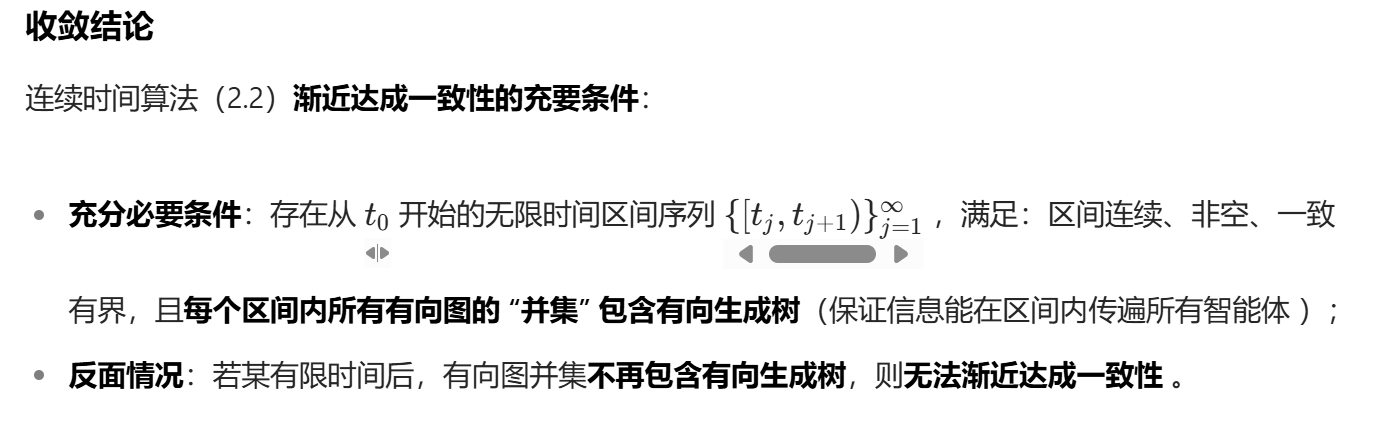 收敛结论
连续时间算法（2.2）渐近达成一致性的充要条件：
• 充分必要条件：存在从 t₀ 开始的无限时间区间序列 {[tⱼ, tⱼ₊₁)}∞ⱼ₌₁ ，满足：区间连续、非空、一致
有界，且每个区间内所有有向图的 “并集” 包含有向生成树（保证信息能在区间内传遍所有智能体 ）；
• 反面情况：若某有限时间后，有向图并集不再包含有向生成树，则无法渐近达成一致性 。